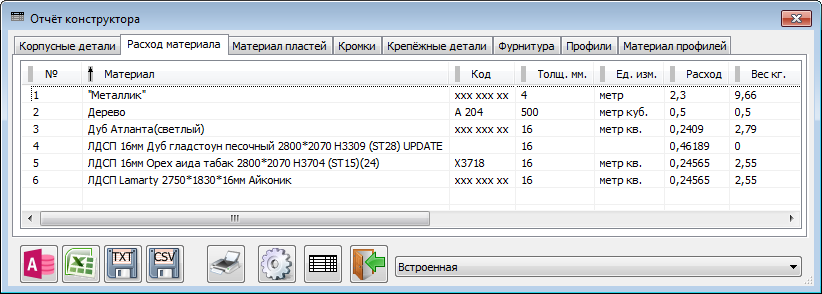 Отчёт конструктора
Корпусные детали Расход материала Материал пластей Кромки Крепёжные детали Фурнитура Профили Материал профилей
№ Материал Код Толщ. мм. Ед. изм. Расход Вес кг.
1 "Металлик" xxx xxx xx 4 метр 2,3 9,66
2 Дерево А 204 500 метр куб. 0,5 0,5
3 Дуб Атланта(светлый) xxx xxx xx 16 метр кв. 0,2409 2,79
4 ЛДСП 16мм Дуб гладстоун песочный 2800*2070 H3309 (ST28) UPDATE 16 0,46189 0
5 ЛДСП 16мм Орех аида табак 2800*2070 H3704 (ST15)(24) X3718 16 метр кв. 0,24565 2,55
6 ЛДСП Lamarty 2750*1830*16мм Айконик xxx xxx xx 16 метр кв. 0,24565 2,55
TXT CSV
Встроенная